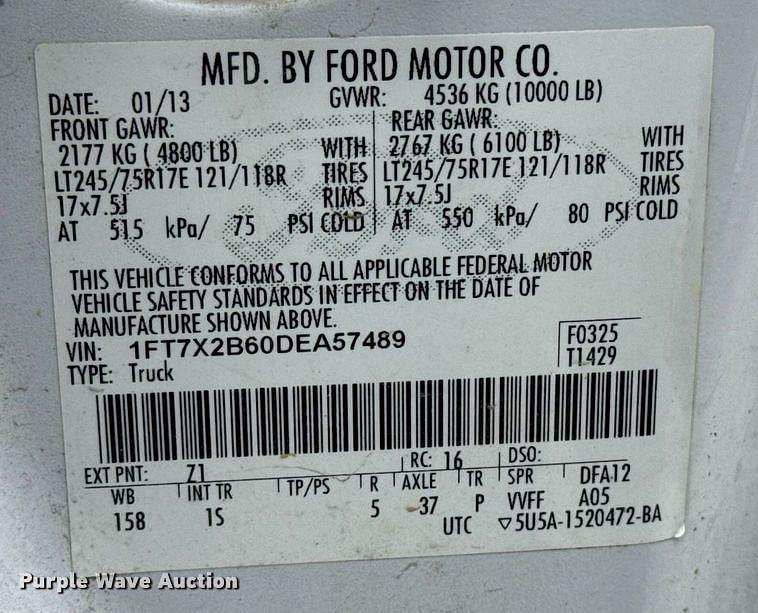 MFD. BY FORD MOTOR CO.
DATE: 01/13 GVWR: 4536 KG (10000 LB)
FRONT GAWR: REAR GAWR:
2177 KG ( 4800 LB) WITH 2767 KG ( 6100 LB) WITH
LT245/75R17E 121/118R TIRES LT245/75R17E 121/118R TIRES
17x7.5J RIMS 17x7.5J RIMS
AT 515 kPa/ 75 PSI COLD AT 550 kPa/ 80 PSI COLD
THIS VEHICLE CONFORMS TO ALL APPLICABLE FEDERAL MOTOR
VEHICLE SAFETY STANDARDS IN EFFECT ON THE DATE OF
MANUFACTURE SHOWN ABOVE.
VIN: 1FT7X2B60DEA57489 F0325
TYPE: Truck T1429
EXT PNT: Z1 RC: 16 DSO:
WB INT TR TP/PS R AXLE TR SPR DFA12
158 1S 5 37 P VVFF A05
UTC ▽5U5A-1520472-BA
Purple Wave Auction